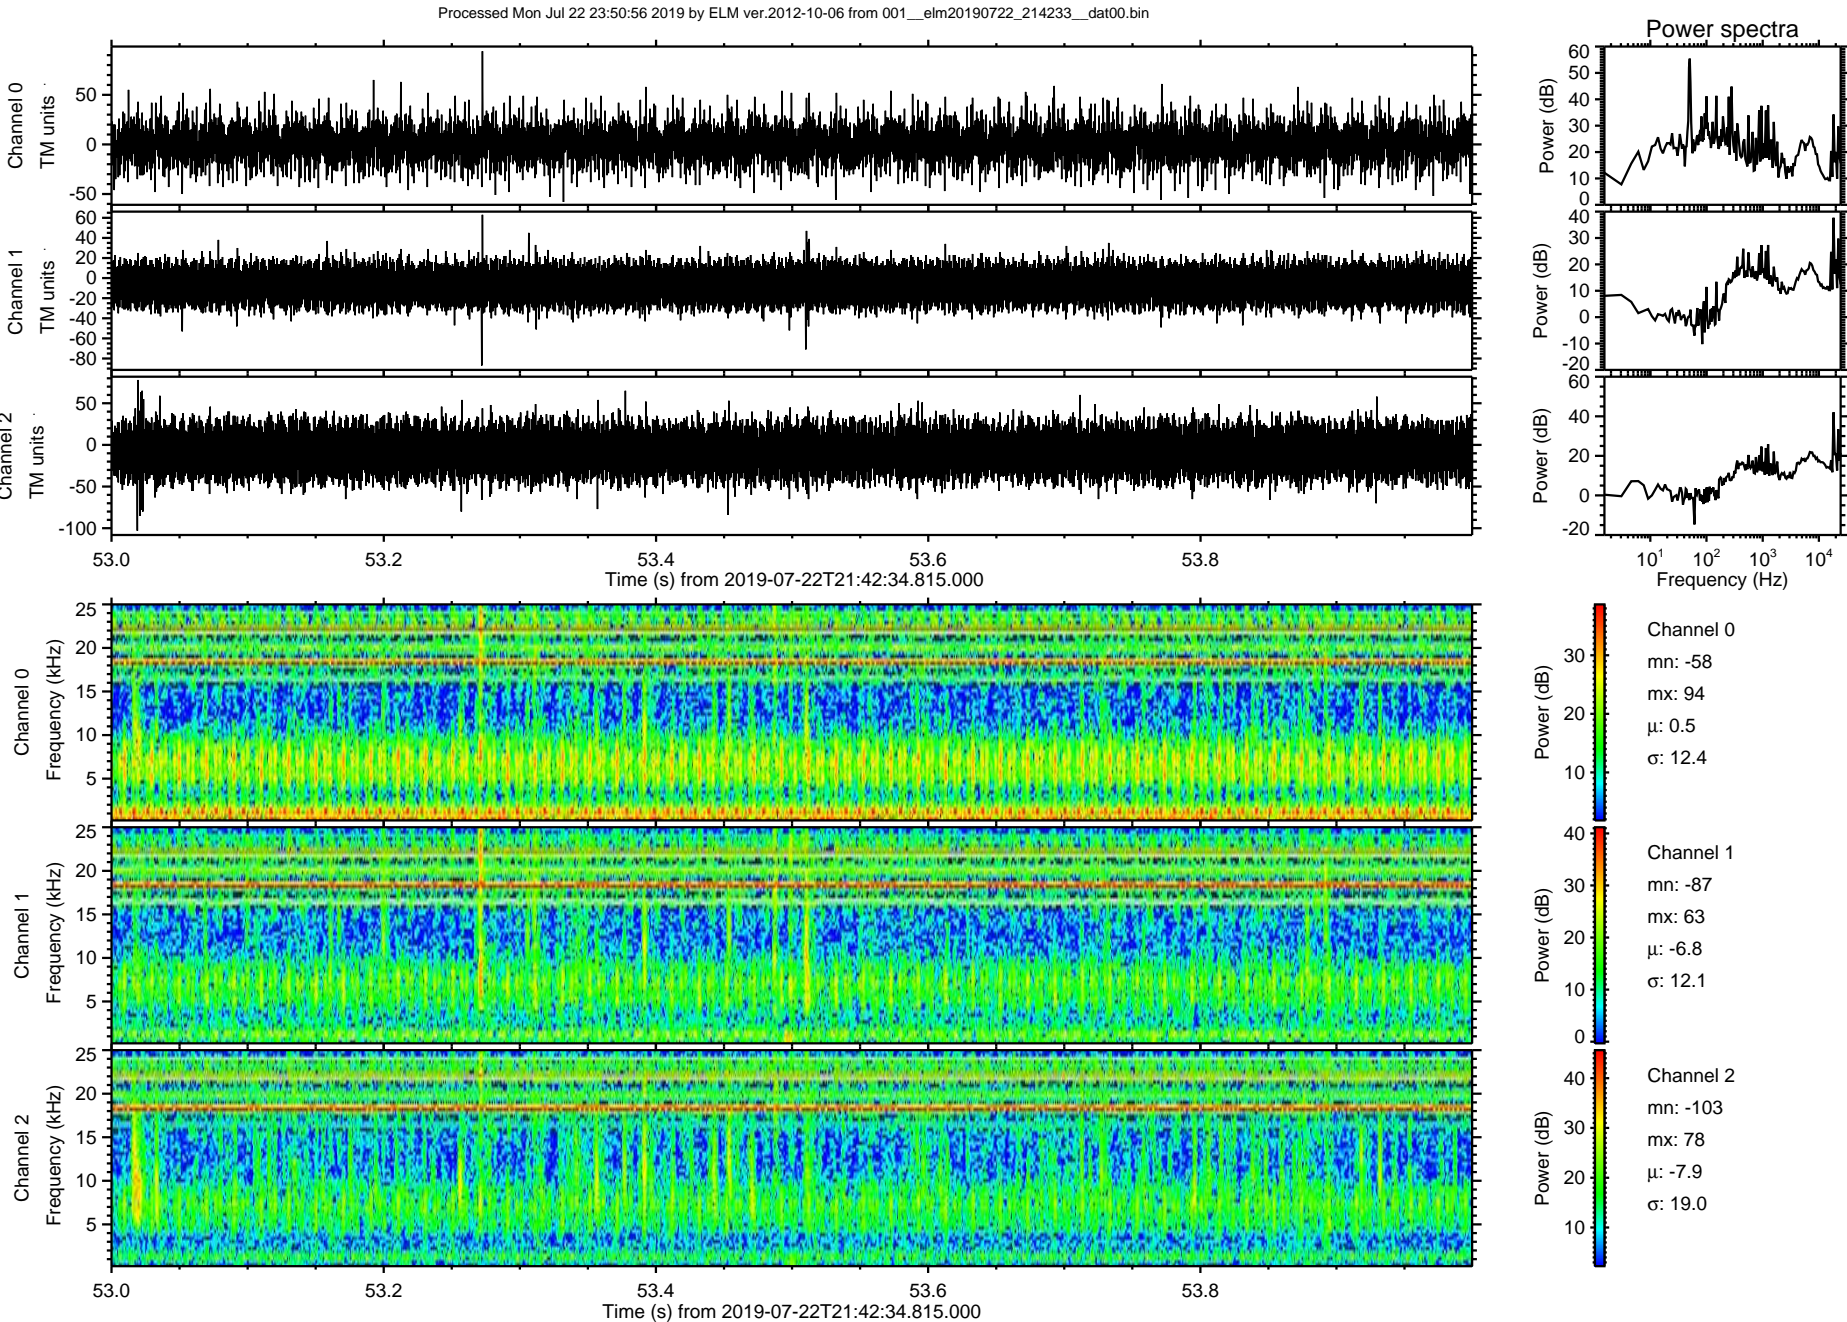 Processed Mon Jul 22 23:50:56 2019 by ELM ver.2012-10-06 from 001__elm20190722_214233__dat00.bin
Power spectra
Channel 0
TM units
50
0
-50
Power (dB)
60
50
40
30
20
10
0
Channel 1
TM units
60
40
20
0
-20
-40
-60
-80
Power (dB)
40
30
20
10
0
-10
-20
Channel 2
TM units
50
0
-50
-100
Power (dB)
60
40
20
0
-20
53.0 53.2 53.4 53.6 53.8
Time (s) from 2019-07-22T21:42:34.815.000
10^1 10^2 10^3 10^4
Frequency (Hz)
Channel 0
Frequency (kHz)
25
20
15
10
5
Power (dB)
30
20
10
Channel 0
mn: -58
mx: 94
μ: 0.5
σ: 12.4
Channel 1
Frequency (kHz)
25
20
15
10
5
Power (dB)
40
30
20
10
0
Channel 1
mn: -87
mx: 63
μ: -6.8
σ: 12.1
Channel 2
Frequency (kHz)
25
20
15
10
5
Power (dB)
40
30
20
10
Channel 2
mn: -103
mx: 78
μ: -7.9
σ: 19.0
53.0 53.2 53.4 53.6 53.8
Time (s) from 2019-07-22T21:42:34.815.000